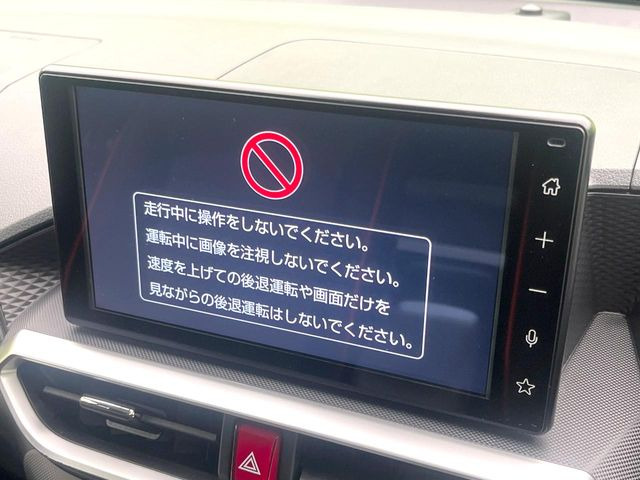 走行中に操作をしないでください。
運転中に画像を注視しないでください。
速度を上げての後退運転や画面だけを
見ながらの後退運転はしないでください。